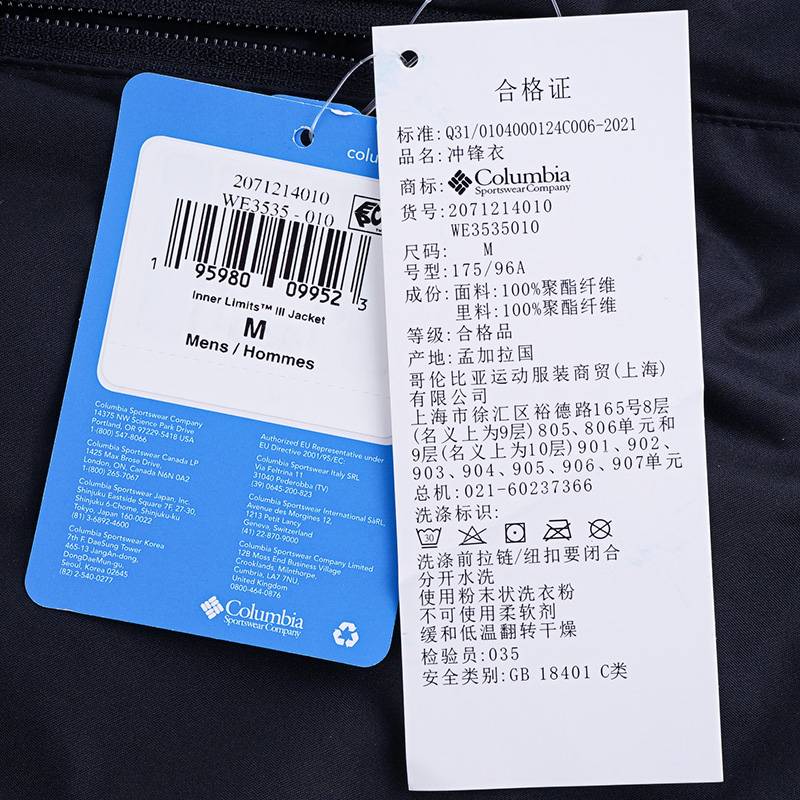 colu
2071214010
WE3535 - 010
1 95980 09952 3
Inner Limits™ III Jacket
M
Mens / Hommes
Columbia Sportswear Company
14375 NW Science Park Drive
Portland, OR 97229-5418 USA
1-(800) 547-8066
Columbia Sportswear Canada LP
1425 Max Brose Drive,
London, ON, Canada N6N 0A2
1-(800) 265-7067
Columbia Sportswear Japan, Inc.
Shinjuku Eastside Square 7F, 27-30,
Shinjuku 6-Chome, Shinjuku-ku
Tokyo, Japan 160-0022
(81) 3-6892-4600
Columbia Sportswear Korea
7th F. DaeSung Tower
465-13 JangAn-dong,
DongDaeMun-gu,
Seoul, Korea 02645
(82) 2-540-0277
Authorized EU Representative under
EU Directive 2001/95/EC:
Columbia Sportswear Italy SRL
Via Feltrina 11
31040 Pederobba (TV)
(39) 0645-200-823
Columbia Sportswear International SàRL,
Avenue des Morgines 12,
1213 Petit Lancy
Geneva, Switzerland
(41) 22-870-9000
Columbia Sportswear Company Limited
12B Moss End Business Village
Crooklands, Milnthorpe,
Cumbria, LA7 7NU,
United Kingdom
0800-464-0876
Columbia
Sportswear Company
合格证
标准:Q31/0104000124C006-2021
品名:冲锋衣
商标: Columbia
Sportswear Company
货号:2071214010
WE3535010
尺码: M
号型:175/96A
成份:面料:100%聚酯纤维
里料:100%聚酯纤维
等级:合格品
产地:孟加拉国
哥伦比亚运动服装商贸(上海)
有限公司
上海市徐汇区裕德路165号8层
(名义上为9层)805、806单元和
9层(名义上为10层)901、902、
903、904、905、906、907单元
总机:021-60237366
洗涤标识:
30
洗涤前拉链/纽扣要闭合
分开水洗
使用粉末状洗衣粉
不可使用柔软剂
缓和低温翻转干燥
检验员:035
安全类别:GB 18401 C类